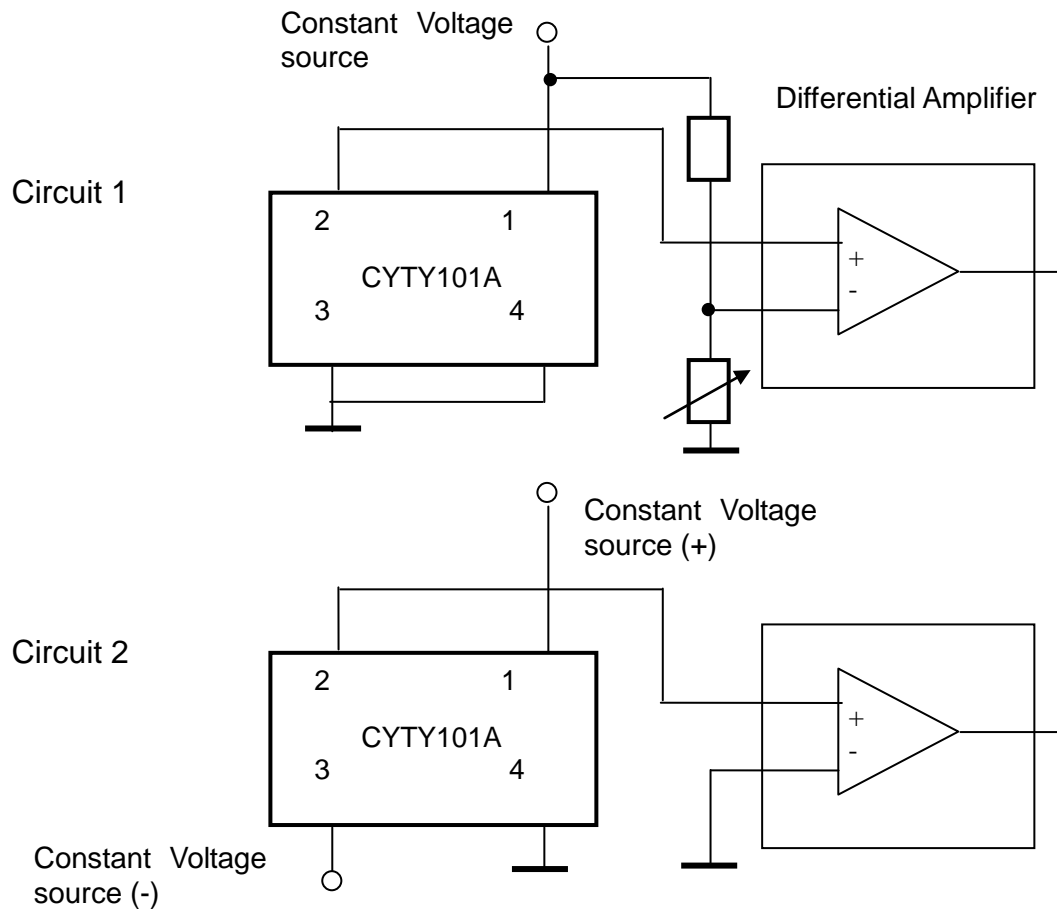 Constant Voltage
source
Differential Amplifier
Circuit 1
2 1
CYTY101A
3 4
+
-
Constant Voltage
source (+)
Circuit 2
2 1
CYTY101A
3 4
+
-
Constant Voltage
source (-)